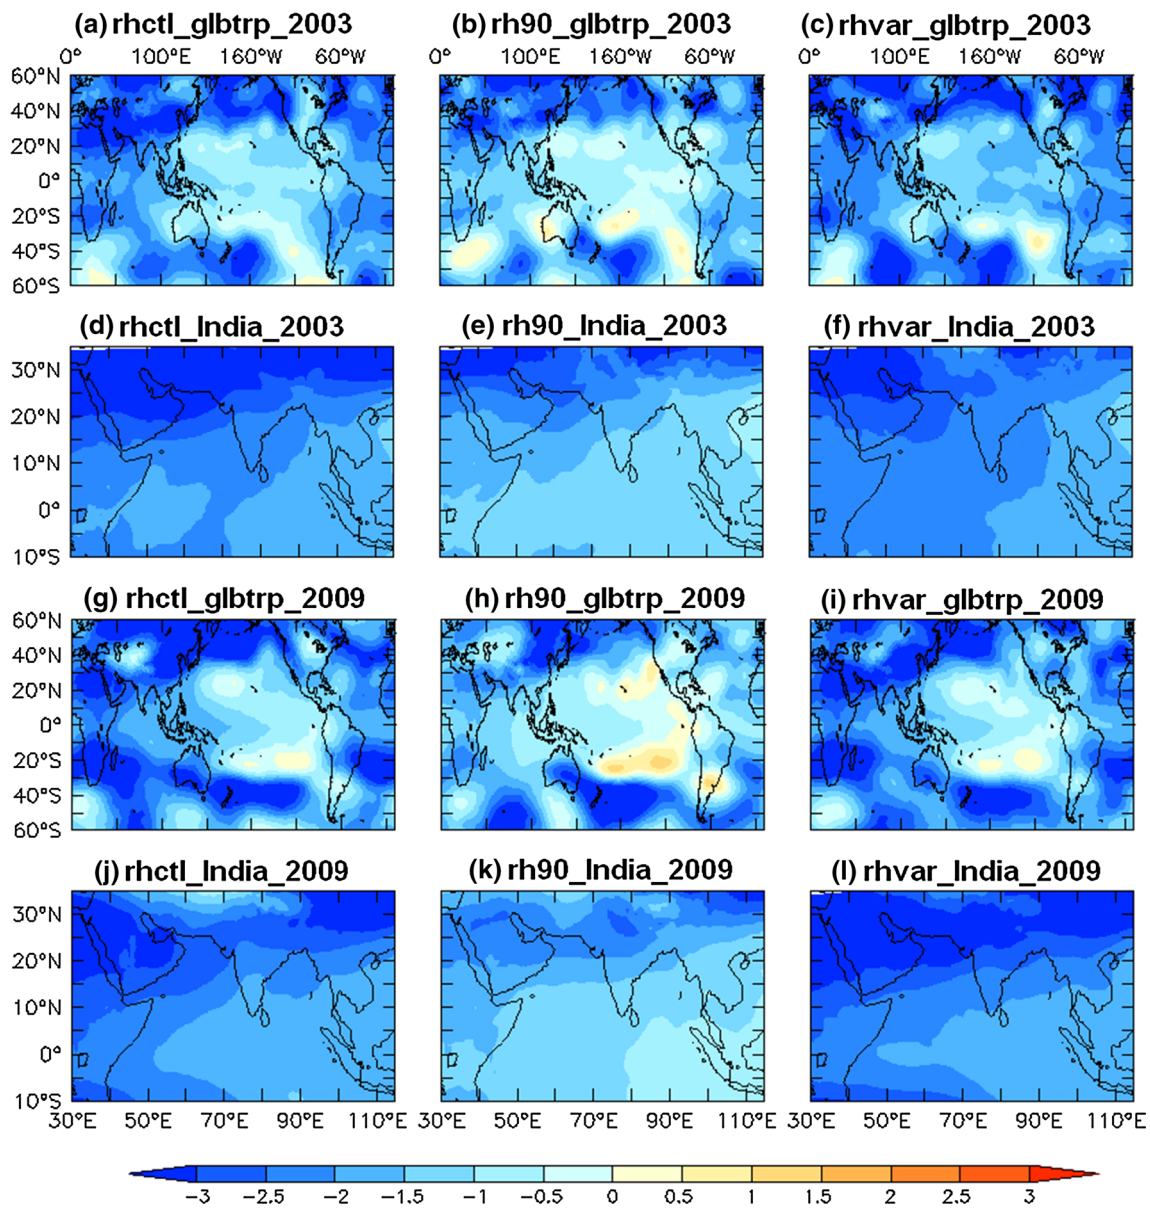 (a) rhctl_glbtrp_2003 (b) rh90_glbtrp_2003 (c) rhvar_glbtrp_2003
0° 100°E 160°W 60°W 0° 100°E 160°W 60°W 0° 100°E 160°W 60°W
60°N
40°N
20°N
0°
20°S
40°S
60°S
(d) rhctl_India_2003 (e) rh90_India_2003 (f) rhvar_India_2003
30°N
20°N
10°N
0°
10°S
(g) rhctl_glbtrp_2009 (h) rh90_glbtrp_2009 (i) rhvar_glbtrp_2009
60°N
40°N
20°N
0°
20°S
40°S
60°S
(j) rhctl_India_2009 (k) rh90_India_2009 (l) rhvar_India_2009
30°N
20°N
10°N
0°
10°S
30°E 50°E 70°E 90°E 110°E 30°E 50°E 70°E 90°E 110°E 30°E 50°E 70°E 90°E 110°E
−3 −2.5 −2 −1.5 −1 −0.5 0 0.5 1 1.5 2 2.5 3